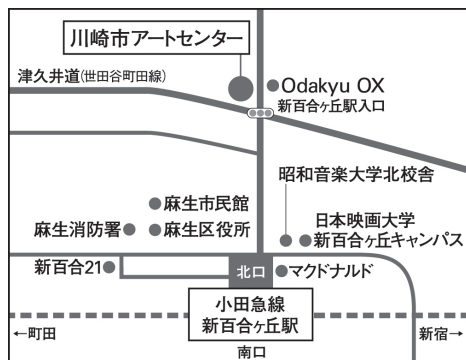 川崎市アートセンター
津久井道(世田谷町田線)
Odakyu OX
新百合ヶ丘駅入口
昭和音楽大学北校舎
麻生市民館
日本映画大学
麻生消防署
麻生区役所
新百合ヶ丘キャンパス
新百合21
北口
マクドナルド
小田急線
新百合ヶ丘駅
←町田
新宿→
南口